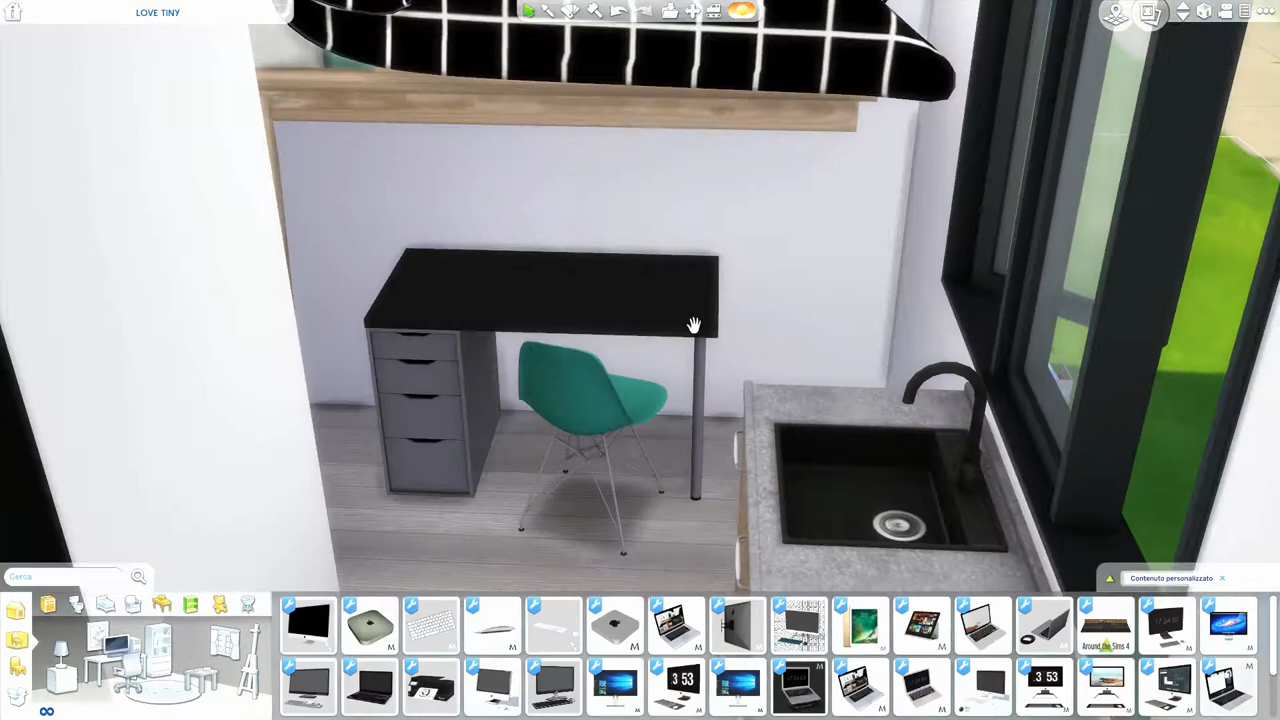 LOVE TINY
Cerca
Contenuto personalizzato
M
Around the Sims 4
3 53
3 53